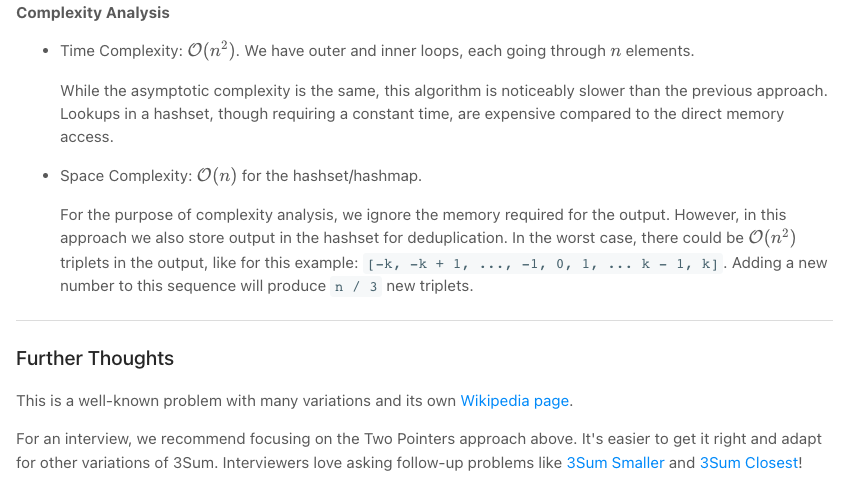 Complexity Analysis
• Time Complexity: O(n²). We have outer and inner loops, each going through n elements.
While the asymptotic complexity is the same, this algorithm is noticeably slower than the previous approach.
Lookups in a hashset, though requiring a constant time, are expensive compared to the direct memory
access.
• Space Complexity: O(n) for the hashset/hashmap.
For the purpose of complexity analysis, we ignore the memory required for the output. However, in this
approach we also store output in the hashset for deduplication. In the worst case, there could be O(n²)
triplets in the output, like for this example: [-k, -k + 1, ..., -1, 0, 1, ... k - 1, k]. Adding a new
number to this sequence will produce n / 3 new triplets.
Further Thoughts
This is a well-known problem with many variations and its own Wikipedia page.
For an interview, we recommend focusing on the Two Pointers approach above. It's easier to get it right and adapt
for other variations of 3Sum. Interviewers love asking follow-up problems like 3Sum Smaller and 3Sum Closest!